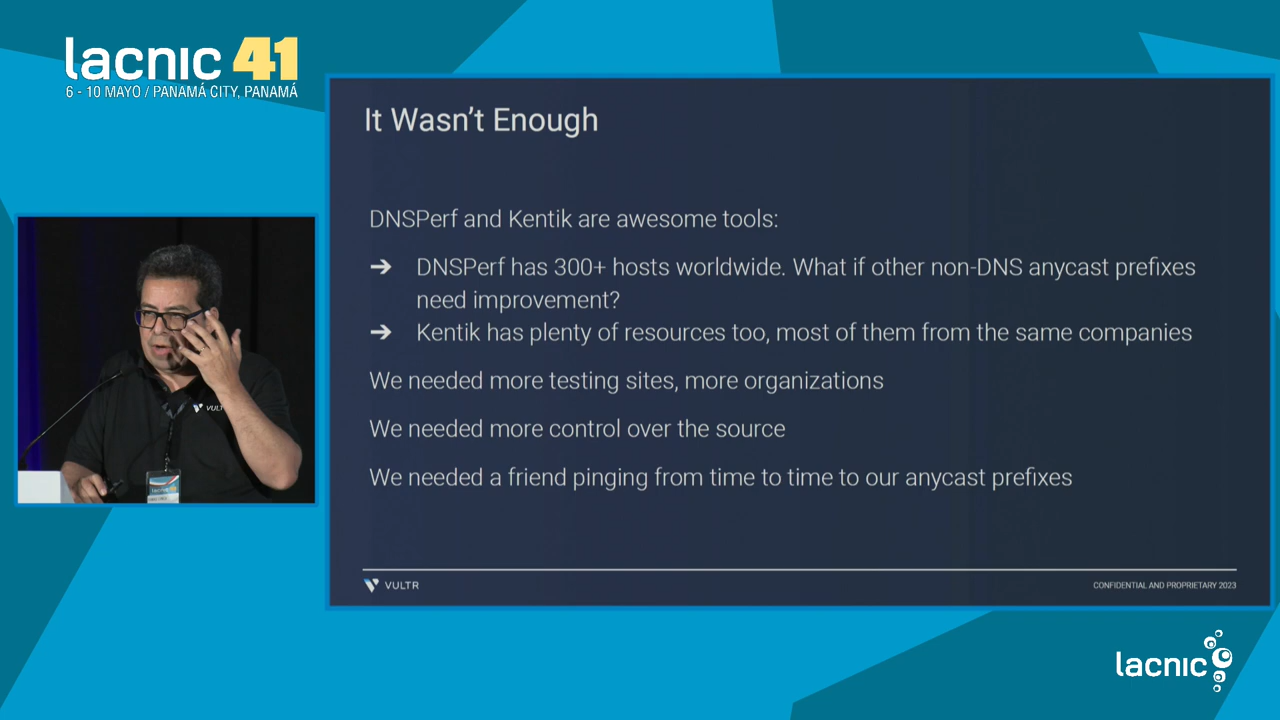 lacnic 41
6 - 10 MAYO / PANAMÁ CITY, PANAMÁ
It Wasn't Enough
DNSPerf and Kentik are awesome tools:
➔ DNSPerf has 300+ hosts worldwide. What if other non-DNS anycast prefixes
need improvement?
➔ Kentik has plenty of resources too, most of them from the same companies
We needed more testing sites, more organizations
We needed more control over the source
We needed a friend pinging from time to time to our anycast prefixes
VULTR
CONFIDENTIAL AND PROPRIETARY 2023
lacnic